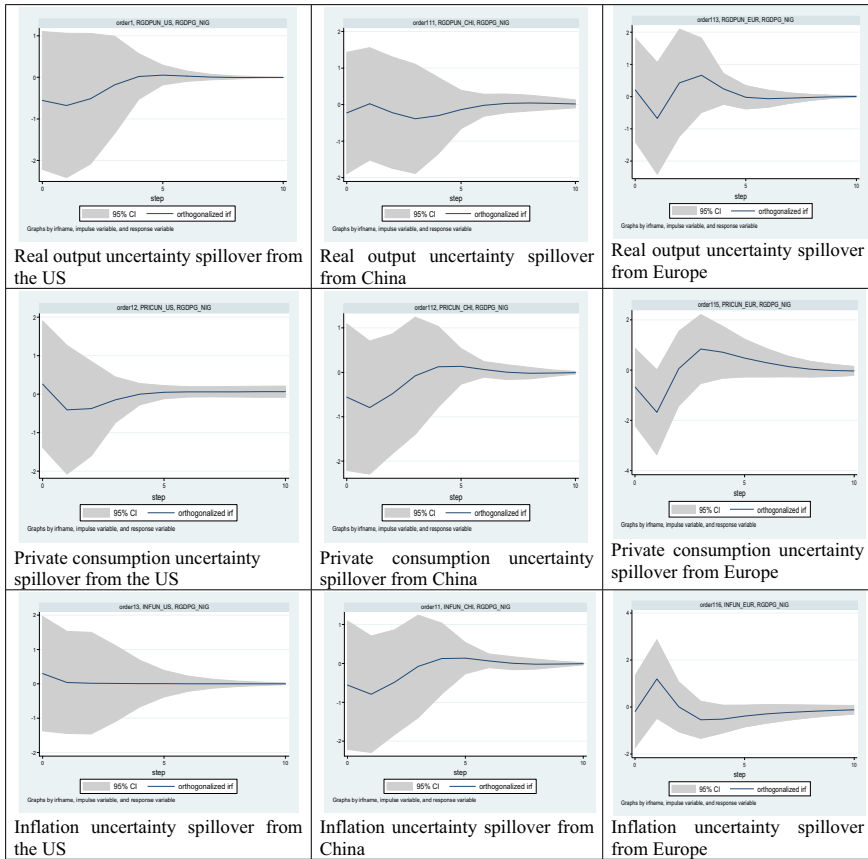 order1, RGDPUN_US, RGDPG_NIG
1
0
-1
-2
0
5
10
step
95% CI
orthogonalized irf
Graphs by irfname, impulse variable, and response variable
Real output uncertainty spillover from
the US
order111, RGDPUN_CHI, RGDPG_NIG
2
1
0
-1
-2
0
5
10
step
95% CI
orthogonalized irf
Graphs by irfname, impulse variable, and response variable
Real output uncertainty spillover
from China
order113, RGDPUN_EUR, RGDPG_NIG
2
1
0
-1
-2
0
5
10
step
95% CI
orthogonalized irf
Graphs by irfname, impulse variable, and response variable
Real output uncertainty spillover
from Europe
order12, PRICUN_US, RGDPG_NIG
2
1
0
-1
-2
0
5
10
step
95% CI
orthogonalized irf
Graphs by irfname, impulse variable, and response variable
Private consumption uncertainty
spillover from the US
order112, PRICUN_CHI, RGDPG_NIG
1
0
-1
-2
0
5
10
step
95% CI
orthogonalized irf
Graphs by irfname, impulse variable, and response variable
Private consumption uncertainty
spillover from China
order115, PRICUN_EUR, RGDPG_NIG
2
0
-2
-4
0
5
10
step
95% CI
orthogonalized irf
Graphs by irfname, impulse variable, and response variable
Private consumption uncertainty
spillover from Europe
order13, INFUN_US, RGDPG_NIG
2
1
0
-1
-2
0
5
10
step
95% CI
orthogonalized irf
Graphs by irfname, impulse variable, and response variable
Inflation uncertainty spillover from
the US
order11, INFUN_CHI, RGDPG_NIG
1
0
-1
-2
0
5
10
step
95% CI
orthogonalized irf
Graphs by irfname, impulse variable, and response variable
Inflation uncertainty spillover from
China
order116, INFUN_EUR, RGDPG_NIG
4
2
0
-2
0
5
10
step
95% CI
orthogonalized irf
Graphs by irfname, impulse variable, and response variable
Inflation uncertainty spillover
from Europe